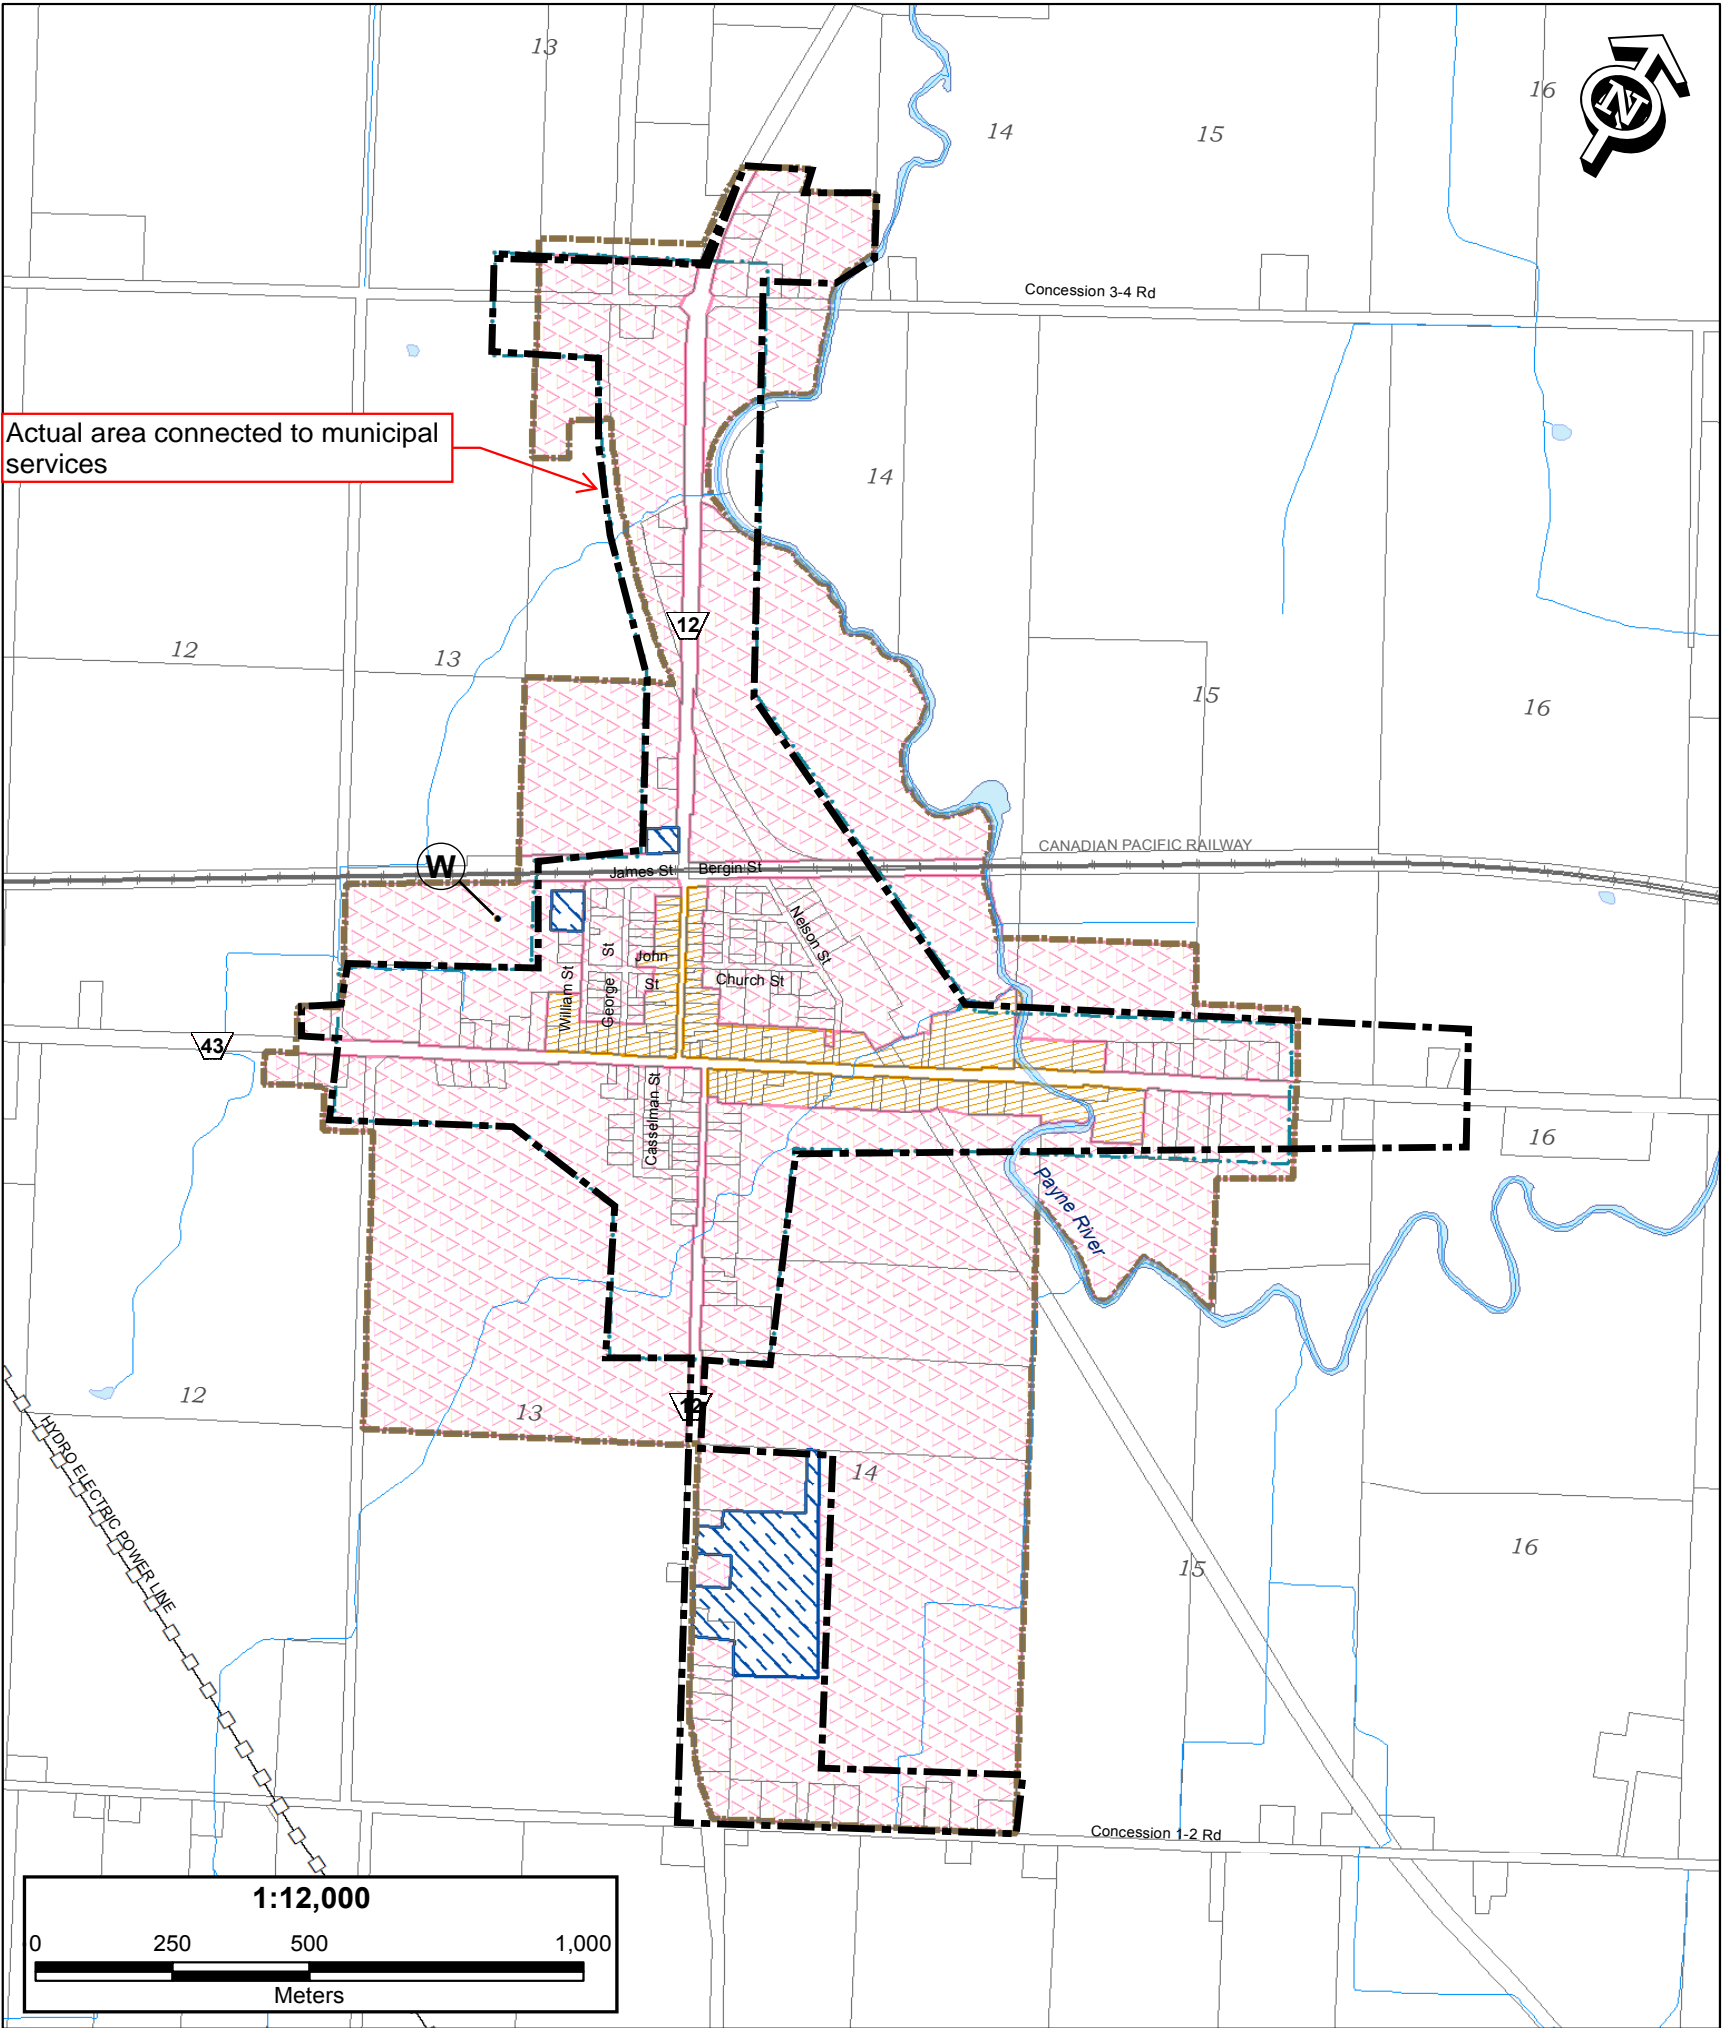 13
16
14
15
N
Concession 3-4 Rd
Actual area connected to municipal
services
14
12
12
13
15
16
CANADIAN PACIFIC RAILWAY
W
James St
Bergin St
Nelson St
John
St
Church St
William St
George St
43
Casselman St
16
Payne River
12
13
12
14
HYDRO ELECTRIC POWER LINE
16
15
Concession 1-2 Rd
1:12,000
0 250 500 1,000
Meters